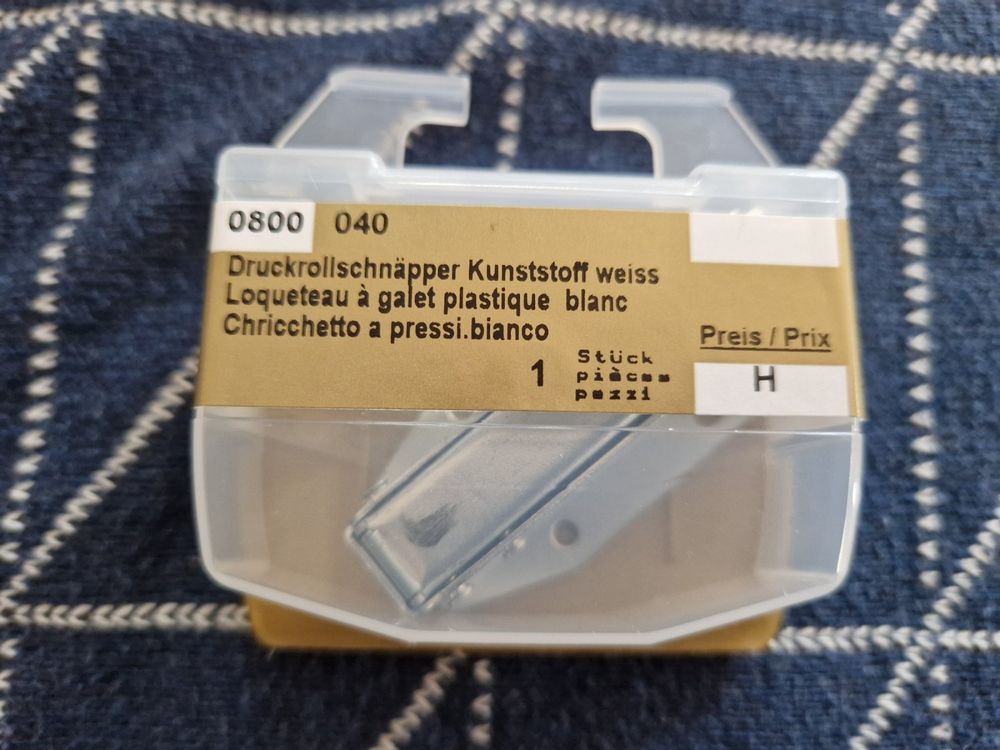 0800 040
Druckrollschnäpper Kunststoff weiss
Loqueteau à galet plastique blanc
Chricchetto a pressi.bianco
Preis / Prix
1 Stück
pièces
pezzi
H